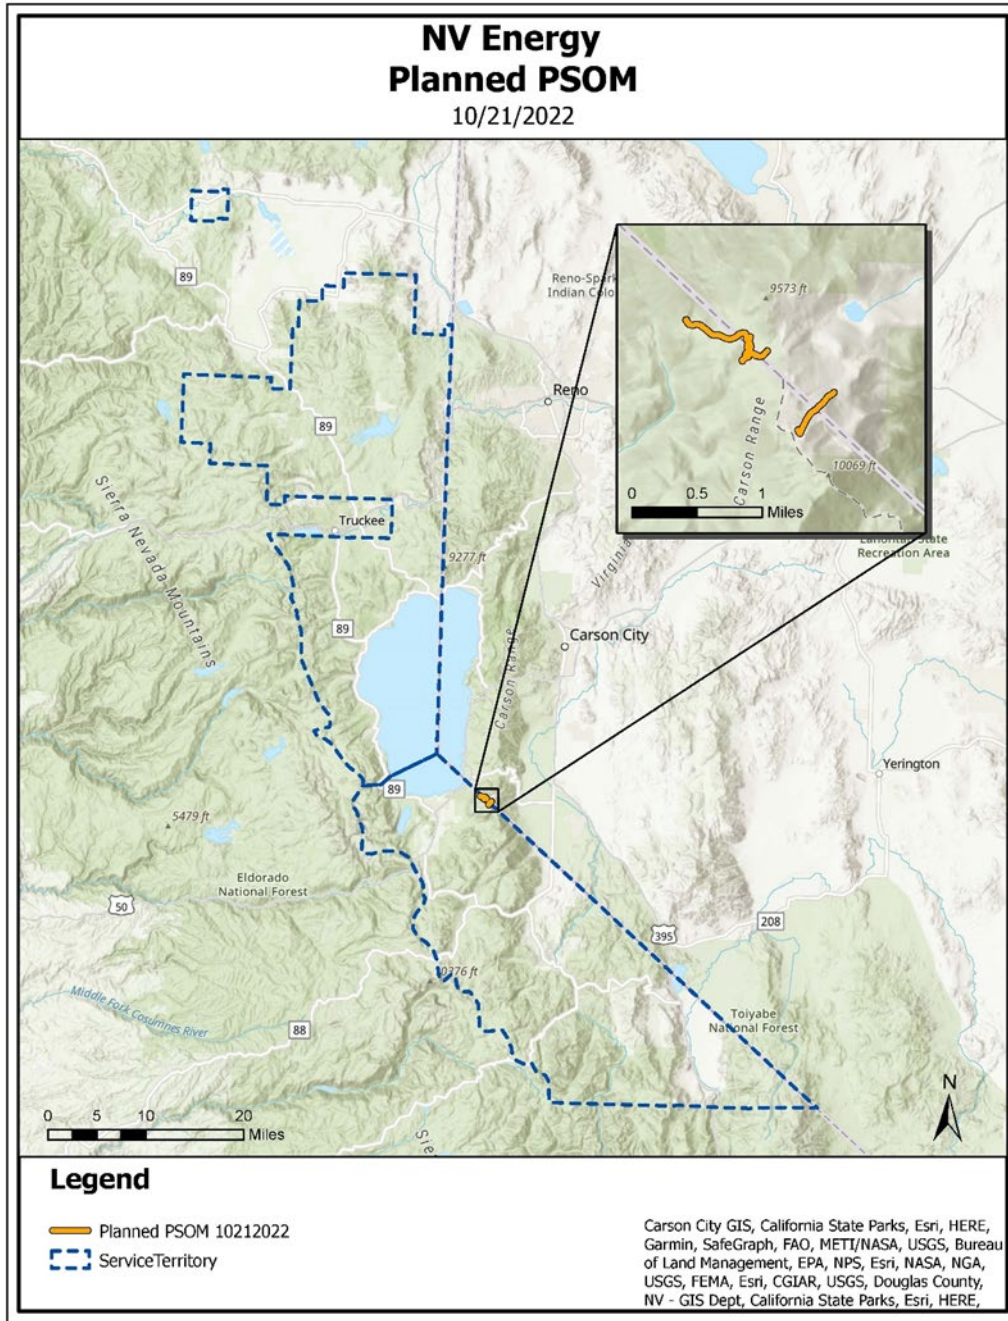 NV Energy
Planned PSOM
10/21/2022
89
Reno-Spark
Indian Colo
9573 ft
Carson Range
10069 ft
0 0.5 1
Miles
Reno
89
Sierra Nevada Mountains
Truckee
9277 ft
Virginia
Lahontan State
Recreation Area
89
Carson Range
Carson City
89
Yerington
5479 ft
Eldorado
National Forest
50
208
395
0376 ft
Middle Fork Cosumnes River
88
Toiyabe
National Forest
N
0 5 10 20
Miles
Sie
Legend
Planned PSOM 10212022
ServiceTerritory
Carson City GIS, California State Parks, Esri, HERE,
Garmin, SafeGraph, FAO, METI/NASA, USGS, Bureau
of Land Management, EPA, NPS, Esri, NASA, NGA,
USGS, FEMA, Esri, CGIAR, USGS, Douglas County,
NV - GIS Dept, California State Parks, Esri, HERE,